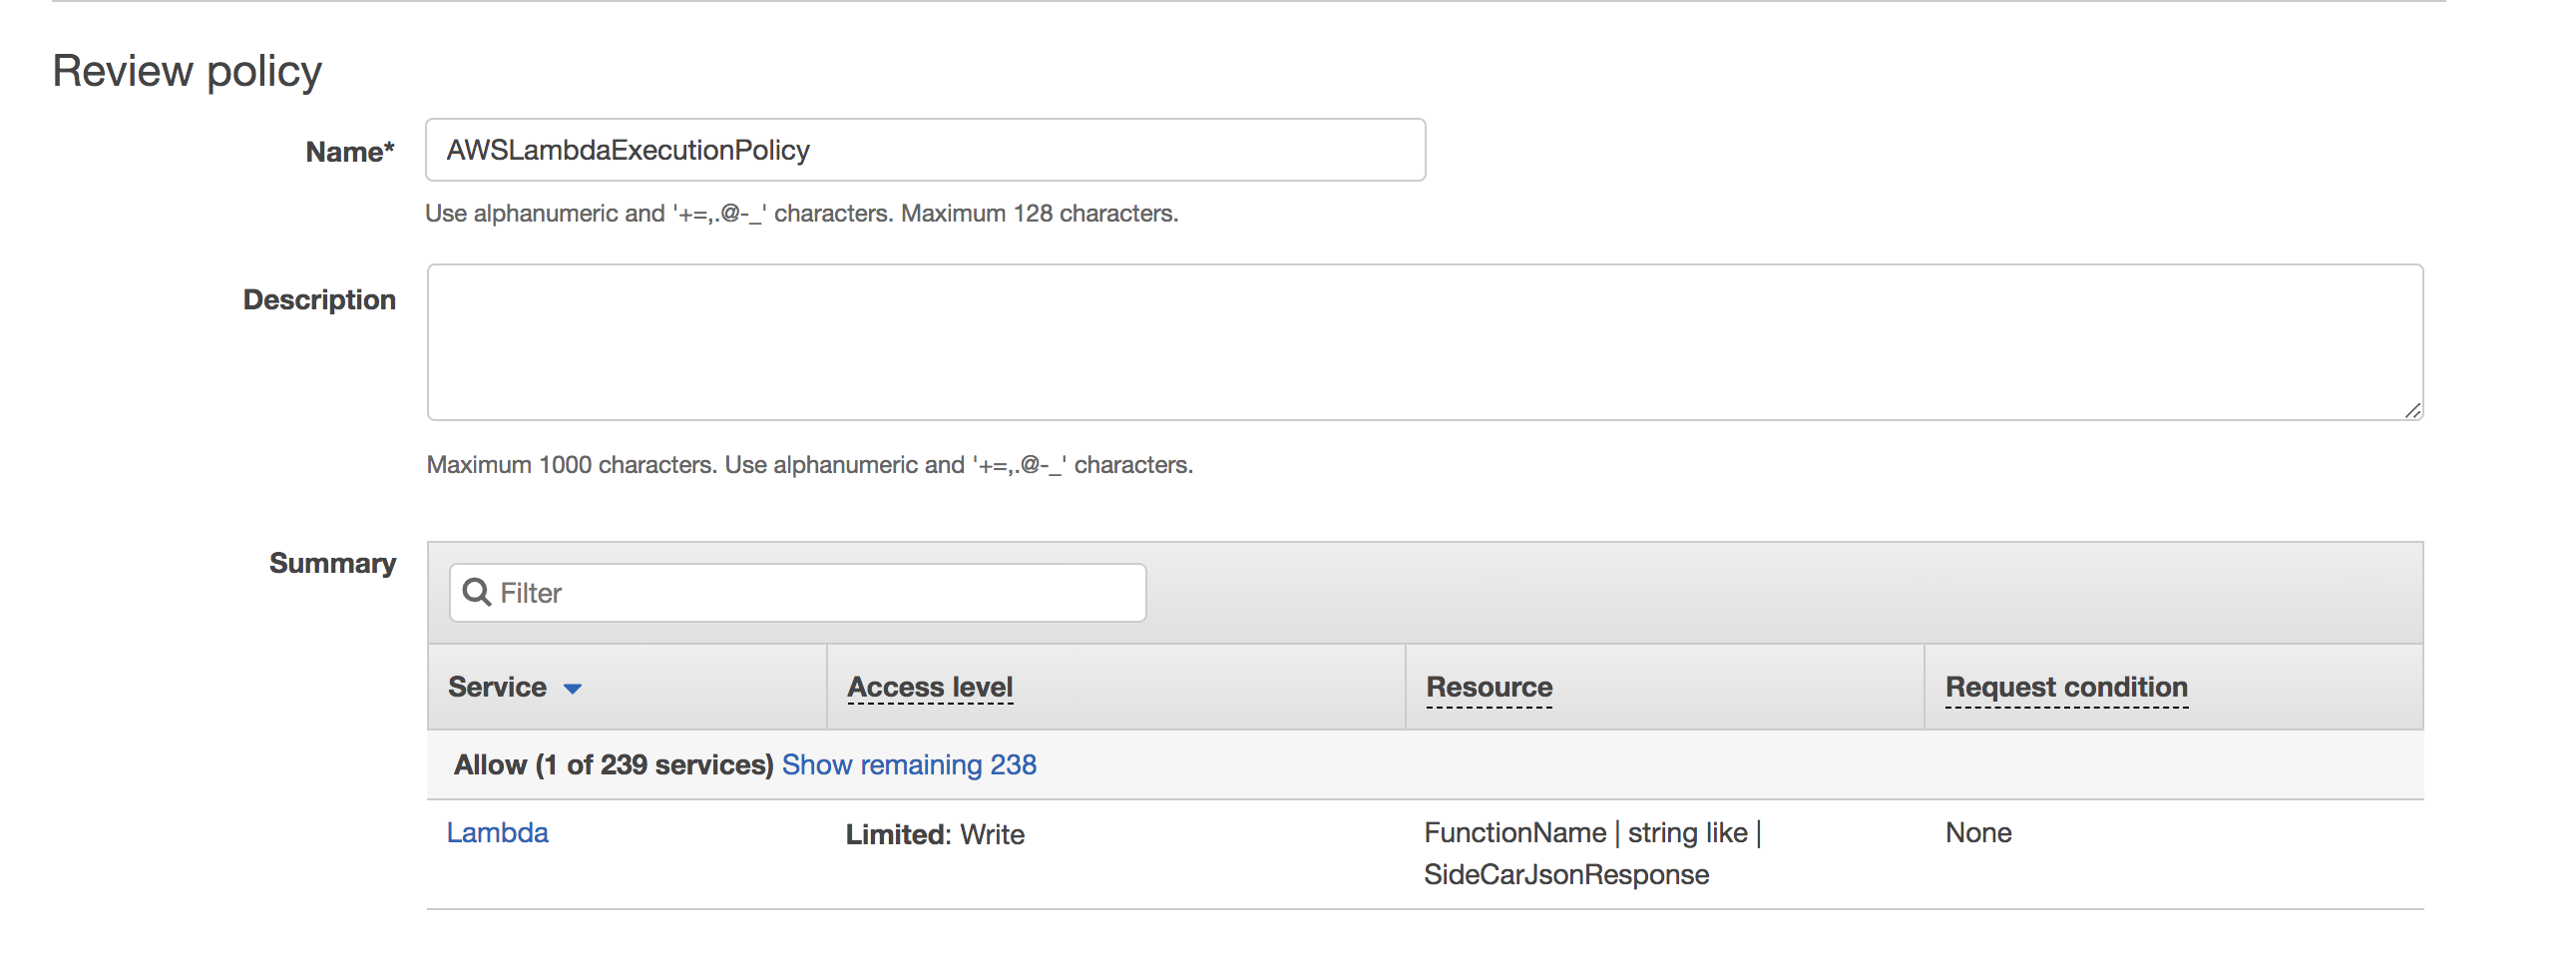 Review policy
Name*
AWSLambdaExecutionPolicy
Use alphanumeric and '+=,.@-_' characters. Maximum 128 characters.
Description
Maximum 1000 characters. Use alphanumeric and '+=,.@-_' characters.
Summary
Filter
Service
Access level
Resource
Request condition
Allow (1 of 239 services) Show remaining 238
Lambda
Limited: Write
FunctionName | string like |
SideCarJsonResponse
None